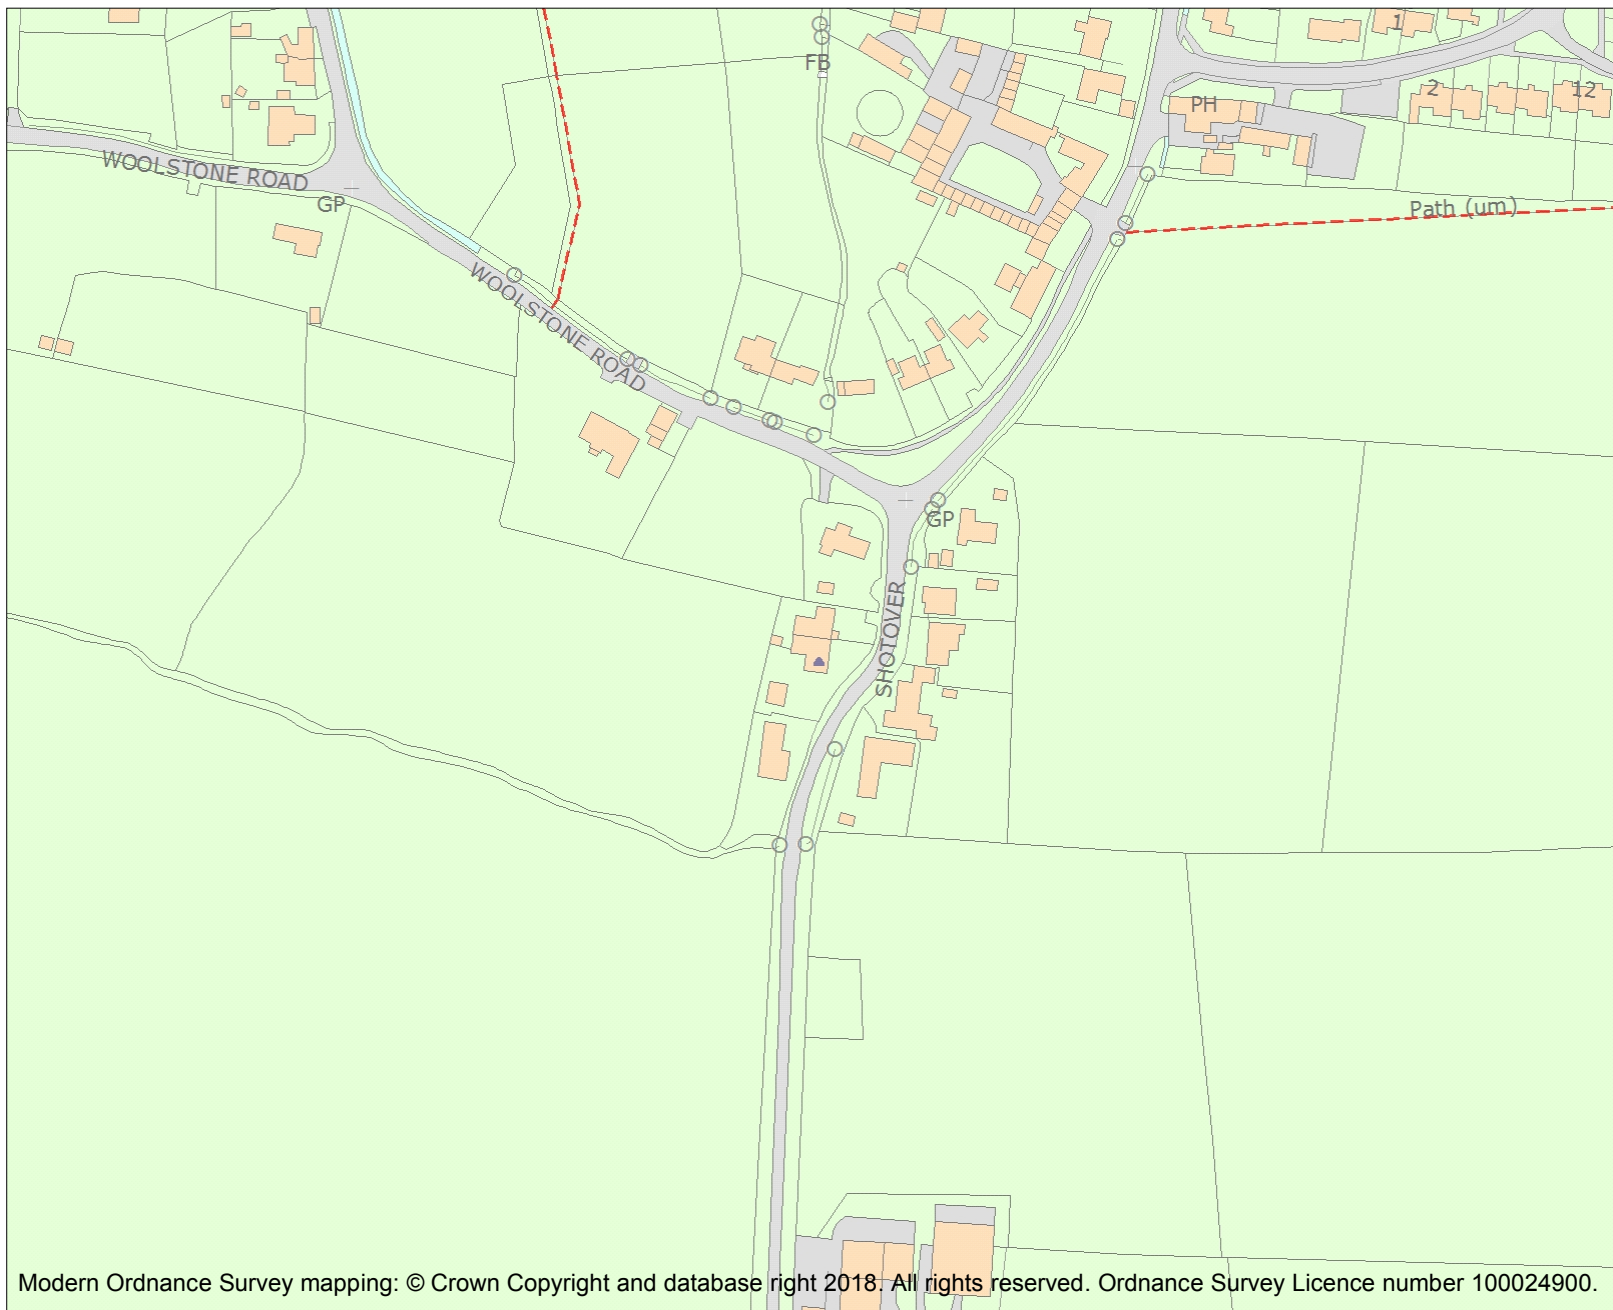 1
FB
2
12
PH
WOOLSTONE ROAD
GP
Path (um)
WOOLSTONE ROAD
GP
SHOTOVER
Modern Ordnance Survey mapping: © Crown Copyright and database right 2018. All rights reserved. Ordnance Survey Licence number 100024900.